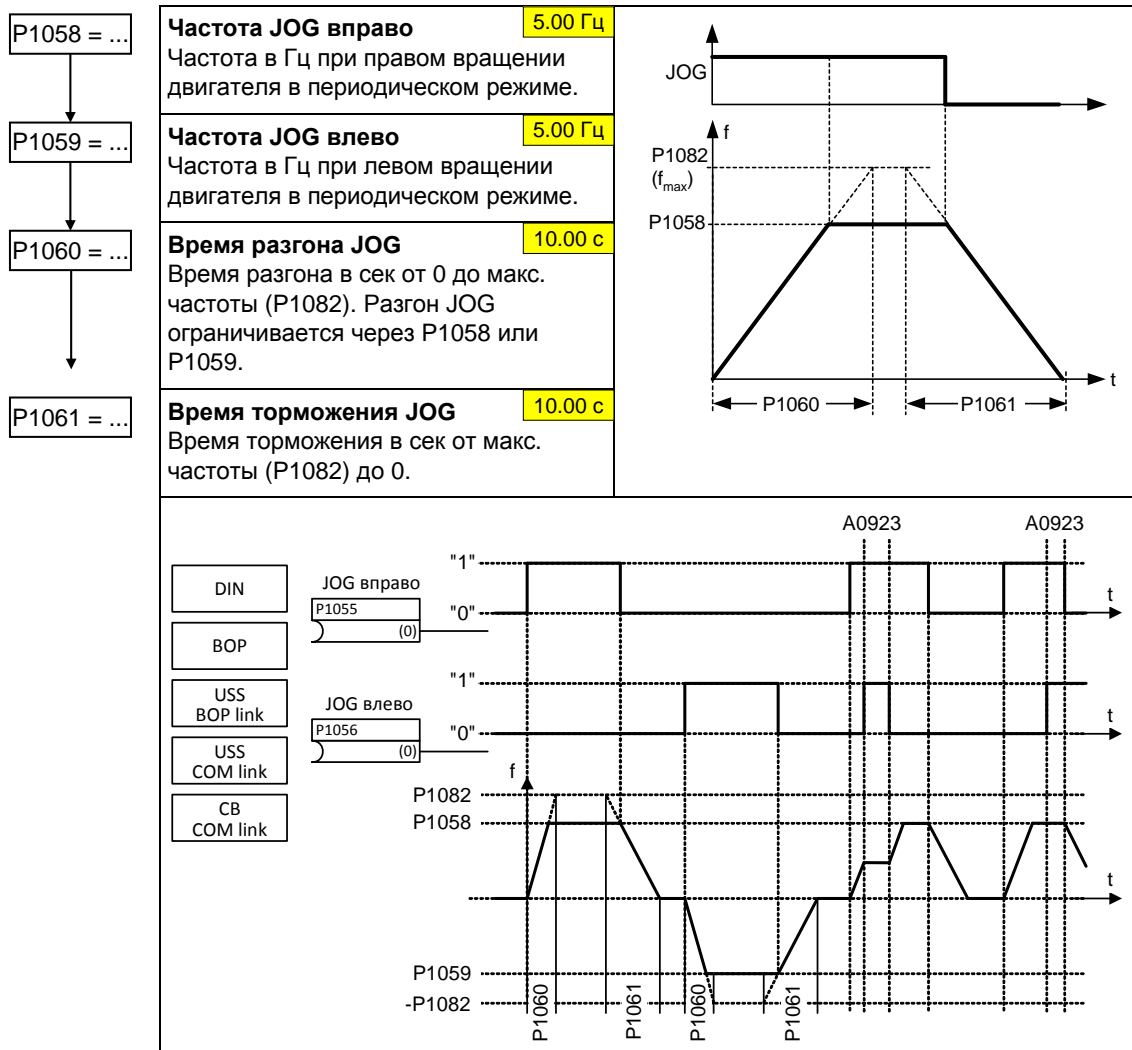 P1058 = ...
Частота JOG вправо
5.00 Гц
Частота в Гц при правом вращении
двигателя в периодическом режиме.
P1059 = ...
Частота JOG влево
5.00 Гц
Частота в Гц при левом вращении
двигателя в периодическом режиме.
P1060 = ...
Время разгона JOG
10.00 с
Время разгона в сек от 0 до макс.
частоты (P1082). Разгон JOG
ограничивается через P1058 или
P1059.
P1061 = ...
Время торможения JOG
10.00 с
Время торможения в сек от макс.
частоты (P1082) до 0.
JOG
f
P1082
(fmax)
P1058
t
P1060
P1061
A0923
A0923
DIN
BOP
USS
BOP link
USS
COM link
CB
COM link
JOG вправо
P1055
(0)
"1"
"0"
t
JOG влево
P1056
(0)
"1"
"0"
t
f
P1082
P1058
t
P1059
-P1082
P1060
P1061
P1060
P1061